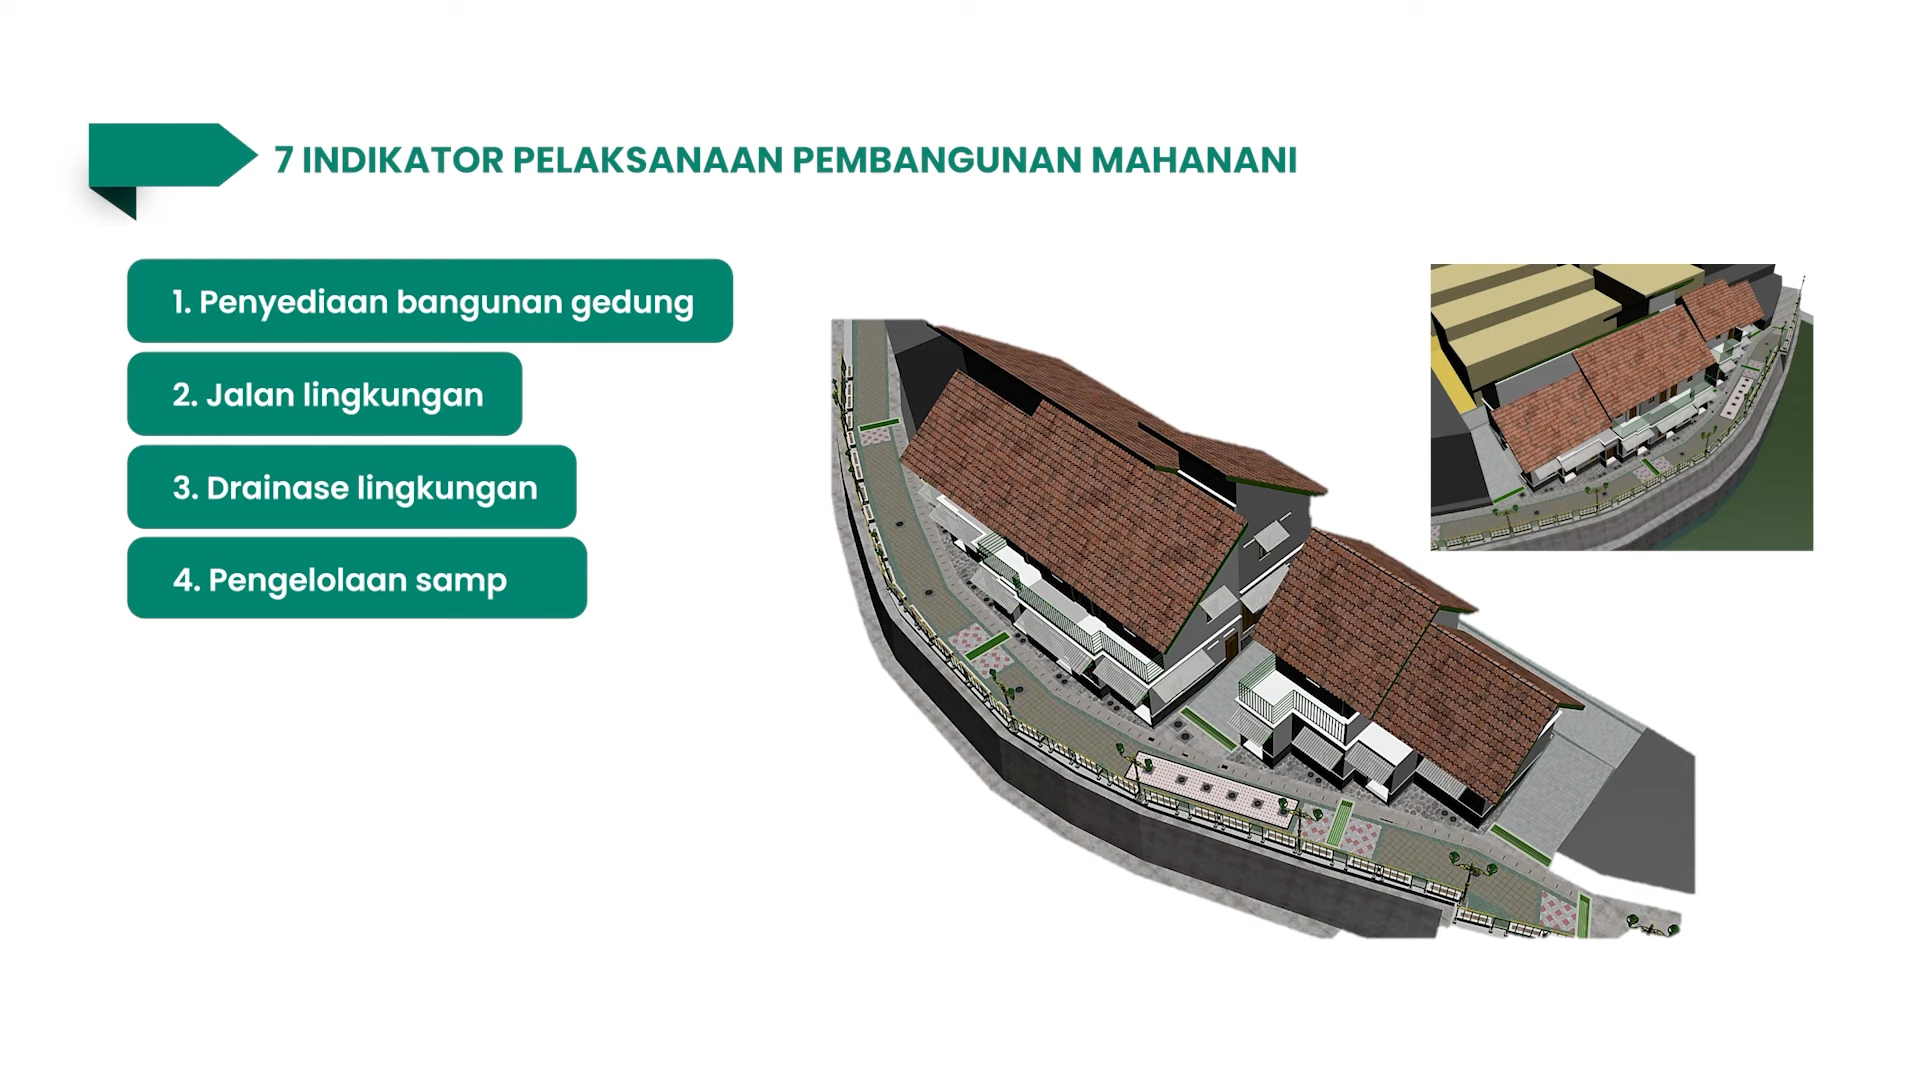 7 INDIKATOR PELAKSANAAN PEMBANGUNAN MAHANANI
1. Penyediaan bangunan gedung
2. Jalan lingkungan
3. Drainase lingkungan
4. Pengelolaan samp